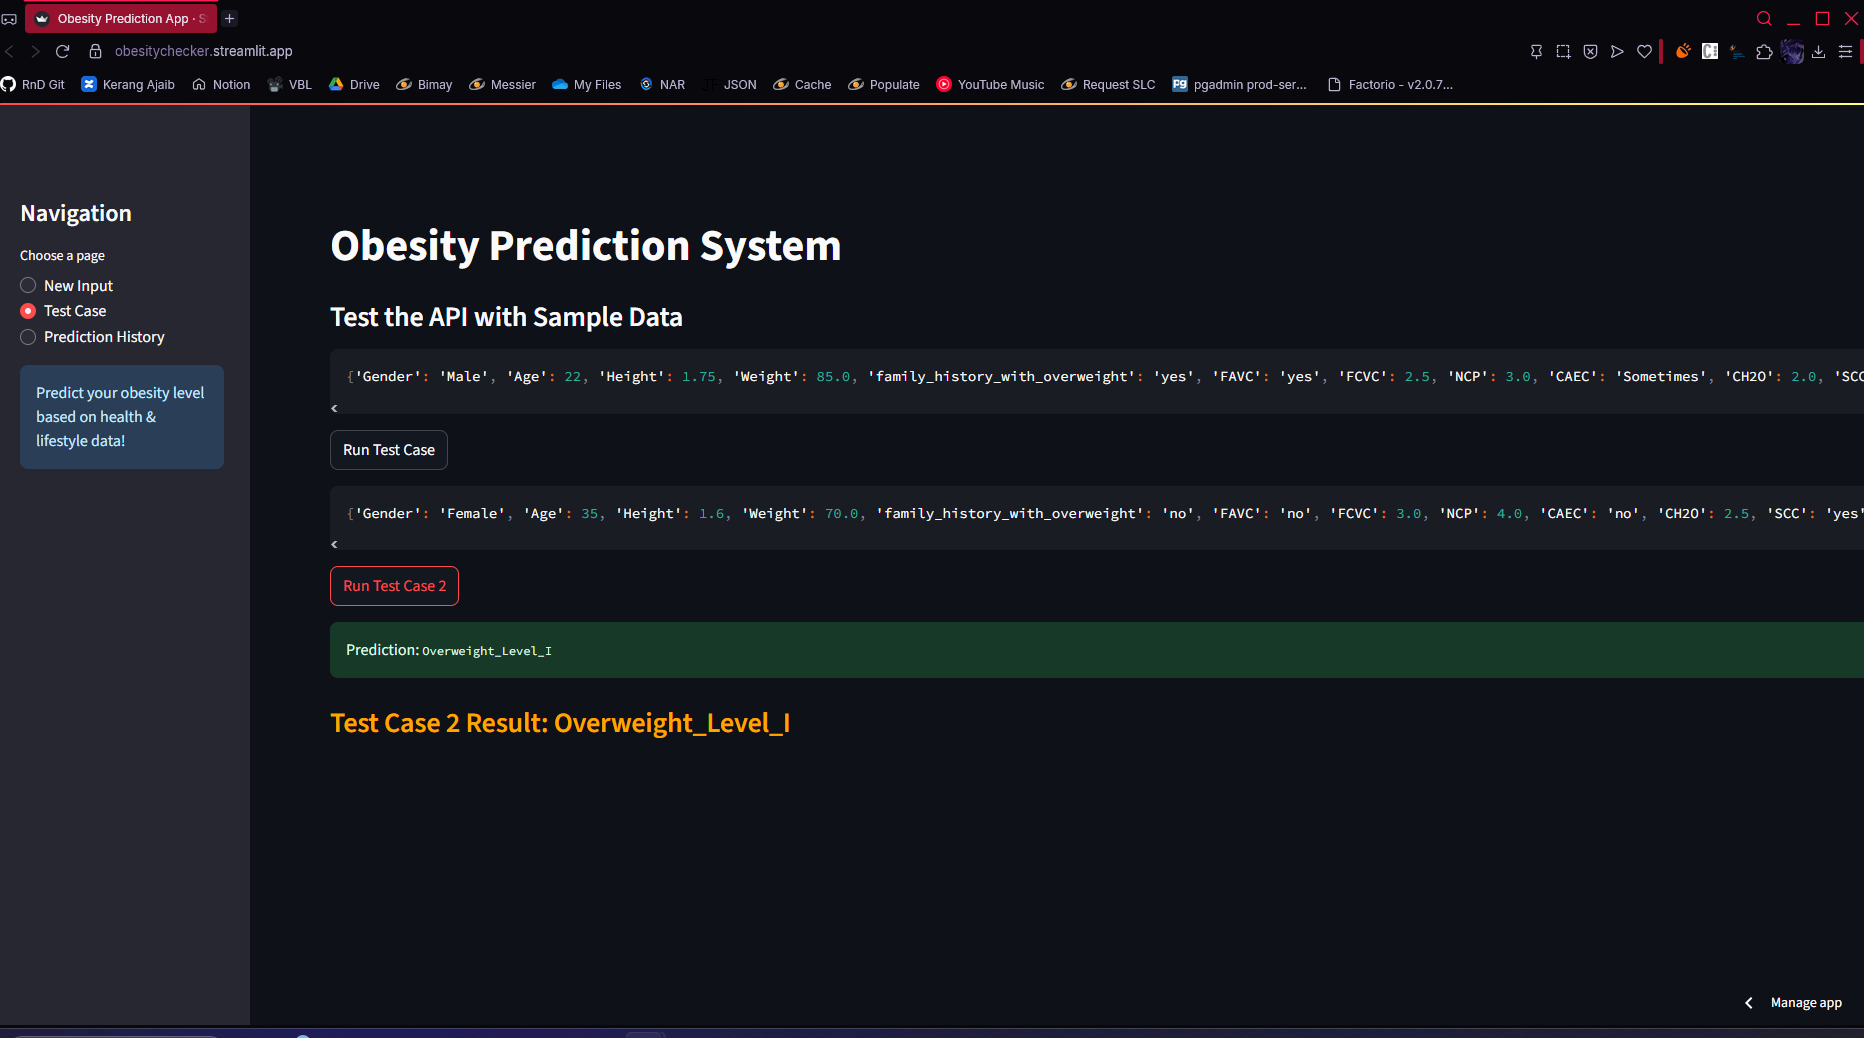 Obesity Prediction App · S
obesitychecker.streamlit.app
RnD Git Kerang Ajaib Notion VBL Drive Bimay Messier My Files NAR JSON Cache Populate YouTube Music Request SLC pgadmin prod-ser... Factorio - v2.0.7...
Navigation
Choose a page
New Input
Test Case
Prediction History
Predict your obesity level
based on health &
lifestyle data!
Obesity Prediction System
Test the API with Sample Data
{'Gender': 'Male', 'Age': 22, 'Height': 1.75, 'Weight': 85.0, 'family_history_with_overweight': 'yes', 'FAVC': 'yes', 'FCVC': 2.5, 'NCP': 3.0, 'CAEC': 'Sometimes', 'CH2O': 2.0, 'SCC
Run Test Case
{'Gender': 'Female', 'Age': 35, 'Height': 1.6, 'Weight': 70.0, 'family_history_with_overweight': 'no', 'FAVC': 'no', 'FCVC': 3.0, 'NCP': 4.0, 'CAEC': 'no', 'CH2O': 2.5, 'SCC': 'yes'
Run Test Case 2
Prediction: Overweight_Level_I
Test Case 2 Result: Overweight_Level_I
Manage app